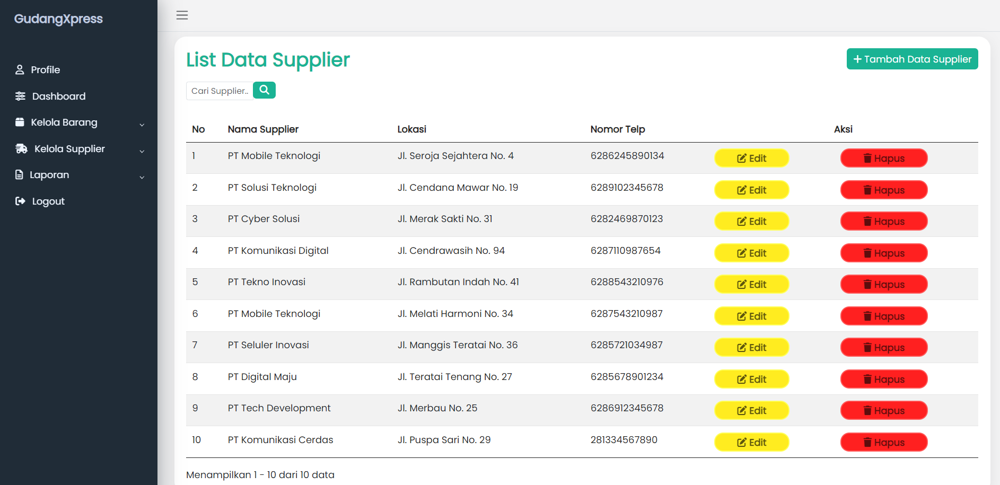 GudangXpress
Profile
Dashboard
Kelola Barang
Kelola Supplier
Laporan
Logout
List Data Supplier
+ Tambah Data Supplier
Cari Supplier..
No Nama Supplier Lokasi Nomor Telp Aksi
1 PT Mobile Teknologi Jl. Seroja Sejahtera No. 4 6286245890134 Edit Hapus
2 PT Solusi Teknologi Jl. Cendana Mawar No. 19 6289102345678 Edit Hapus
3 PT Cyber Solusi Jl. Merak Sakti No. 31 6282469870123 Edit Hapus
4 PT Komunikasi Digital Jl. Cendrawasih No. 94 6287110987654 Edit Hapus
5 PT Tekno Inovasi Jl. Rambutan Indah No. 41 6288543210976 Edit Hapus
6 PT Mobile Teknologi Jl. Melati Harmoni No. 34 6287543210987 Edit Hapus
7 PT Seluler Inovasi Jl. Manggis Teratai No. 36 6285721034987 Edit Hapus
8 PT Digital Maju Jl. Teratai Tenang No. 27 6285678901234 Edit Hapus
9 PT Tech Development Jl. Merbau No. 25 6286912345678 Edit Hapus
10 PT Komunikasi Cerdas Jl. Puspa Sari No. 29 281334567890 Edit Hapus
Menampilkan 1 - 10 dari 10 data